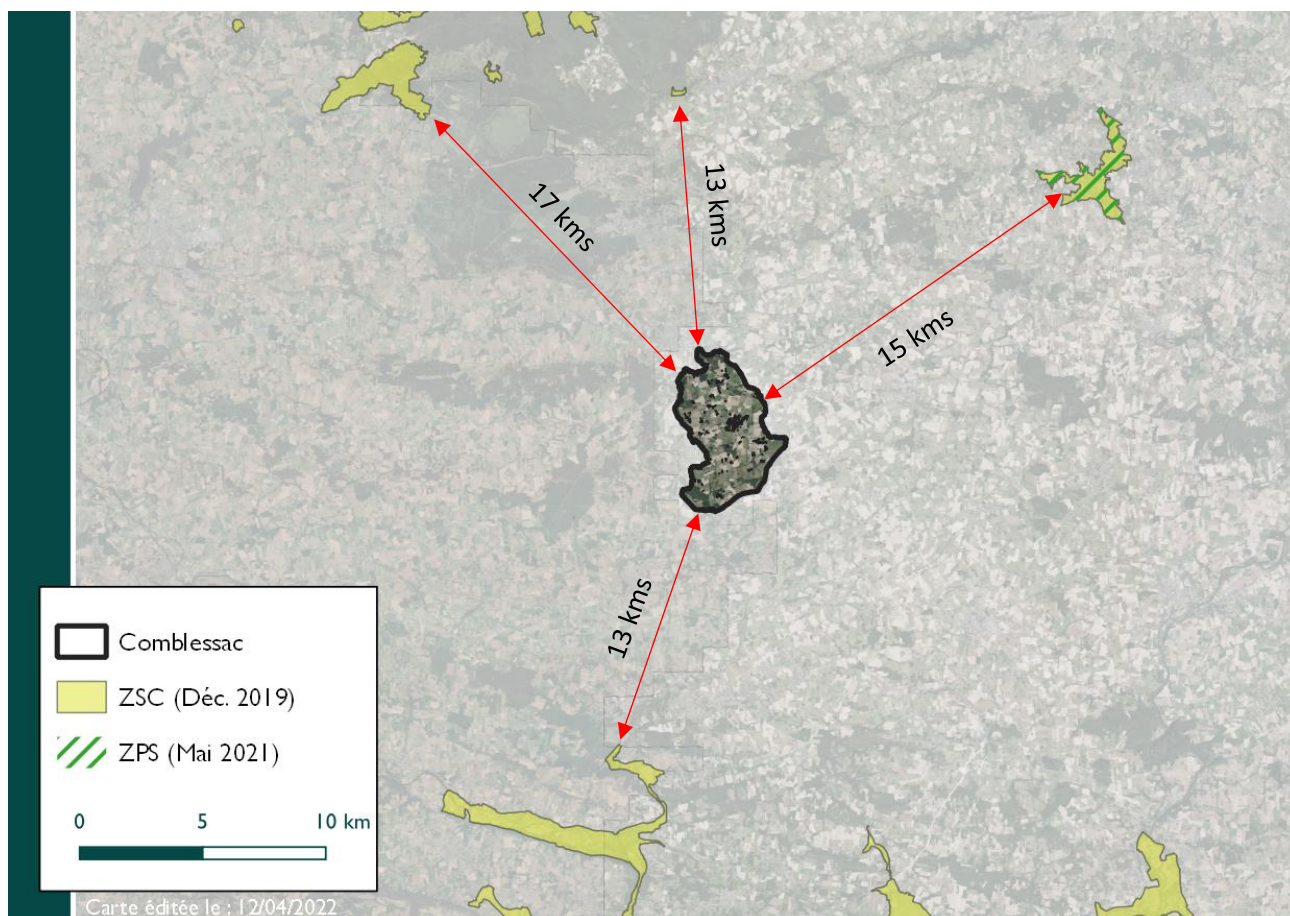 17 kms
13 kms
15 kms
13 kms
Comblessac
ZSC (Déc. 2019)
ZPS (Mai 2021)
0 5 10 km
Carte éditée le : 12/04/2022